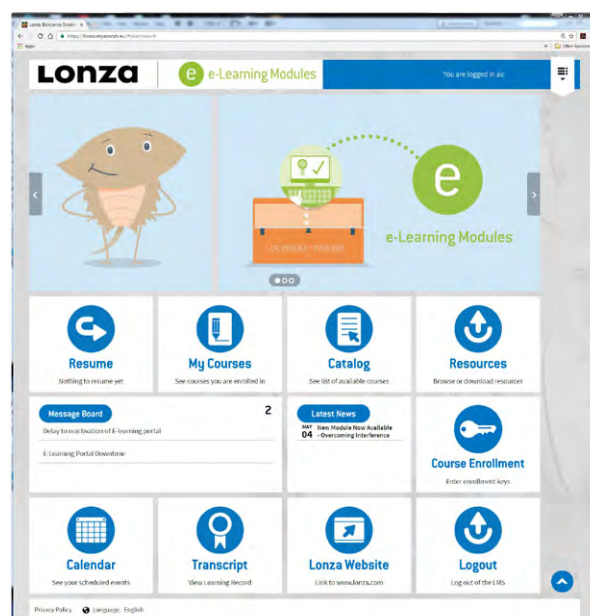 Apps
Lonza
e e-Learning Modules
You are logged in as:
e
e-Learning Modules
Resume
Nothing to resume yet
My Courses
See courses you are enrolled in
Catalog
See list of available courses
Resources
Browse or download resources
Message Board
2
Delay to reactivation of E-learning portal
E-Learning Portal Downtime
Latest News
MAY 04 New Module Now Available
- Overcoming Interference
Course Enrollment
Enter enrollment keys
Calendar
See your scheduled events
Transcript
View Learning Record
Lonza Website
Link to www.lonza.com
Logout
Log out of the LMS
Privacy Policy Language: English